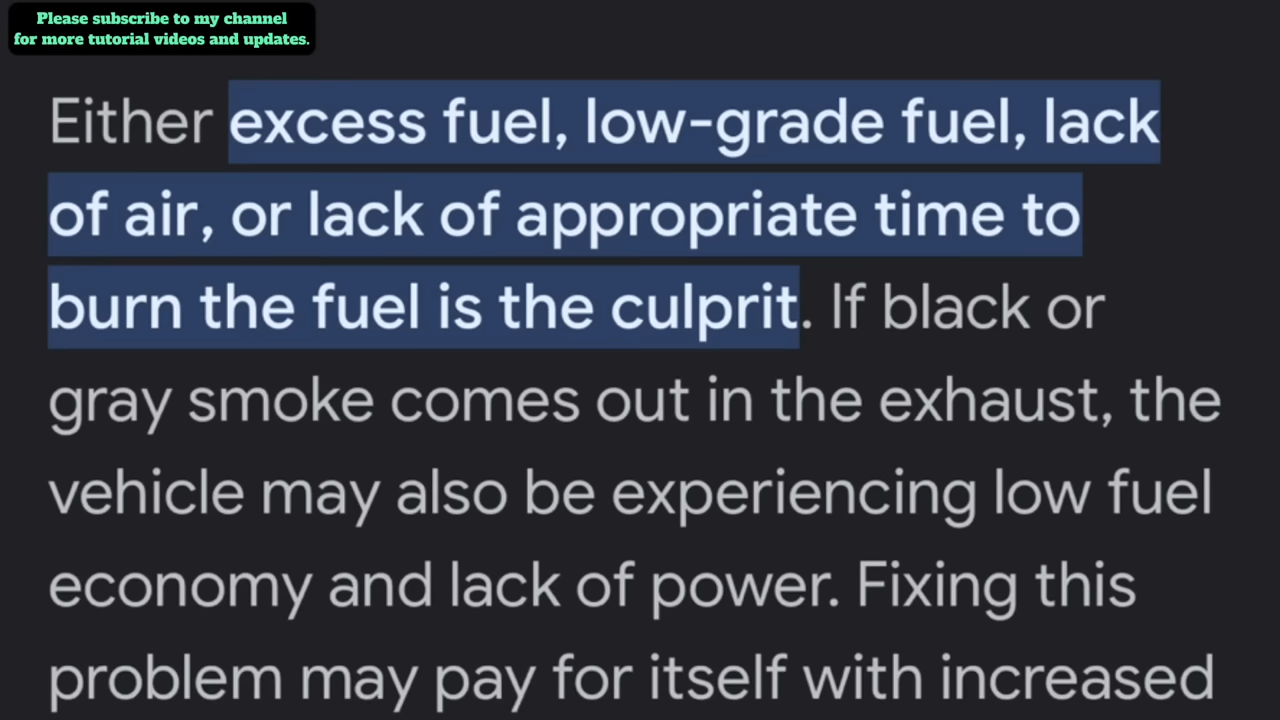 Please subscribe to my channel
for more tutorial videos and updates.
Either excess fuel, low-grade fuel, lack
of air, or lack of appropriate time to
burn the fuel is the culprit. If black or
gray smoke comes out in the exhaust, the
vehicle may also be experiencing low fuel
economy and lack of power. Fixing this
problem may pay for itself with increased